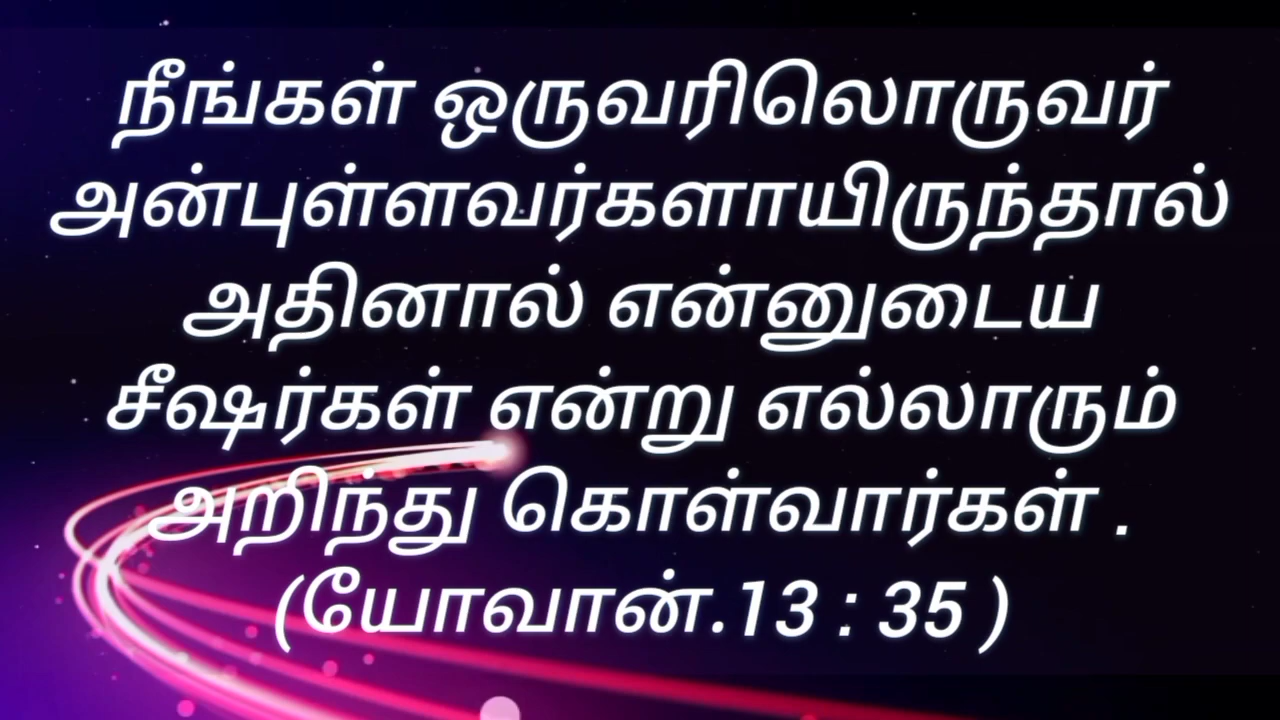 நீங்கள் ஒருவரிலொருவர்
அன்புள்ளவர்களாயிருந்தால்
அதினால் என்னுடைய
சீஷர்கள் என்று எல்லாரும்
அறிந்து கொள்வார்கள் .
(யோவான்.13 : 35 )